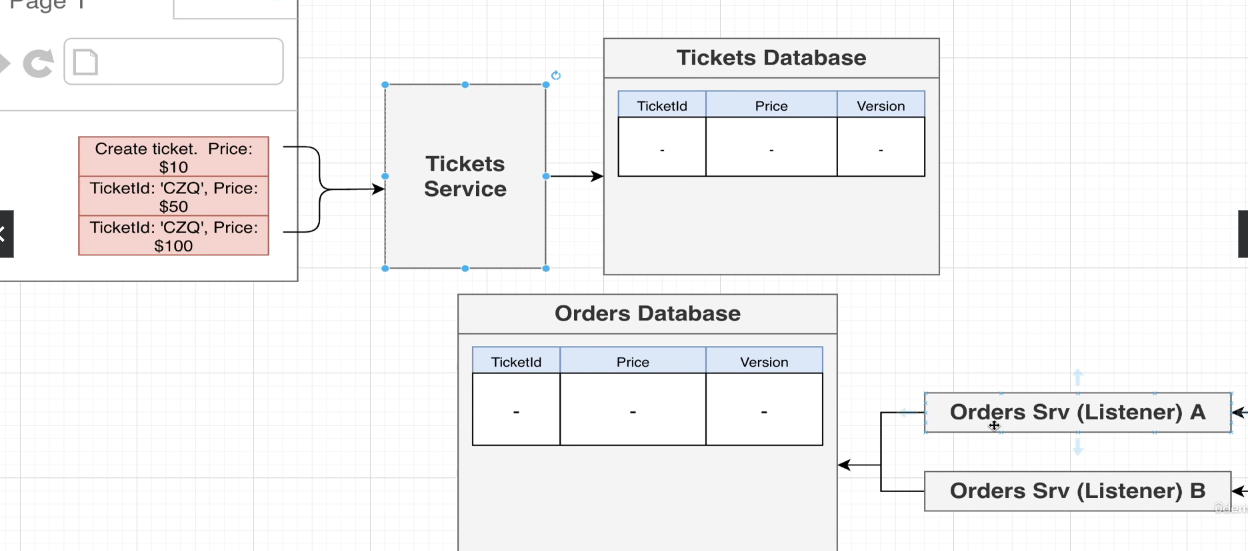 Page 1
Create ticket. Price:
$10
TicketId: 'CZQ', Price:
$50
TicketId: 'CZQ', Price:
$100
Tickets
Service
Tickets Database
TicketId Price Version
- - -
Orders Database
TicketId Price Version
- - -
Orders Srv (Listener) A
Orders Srv (Listener) B